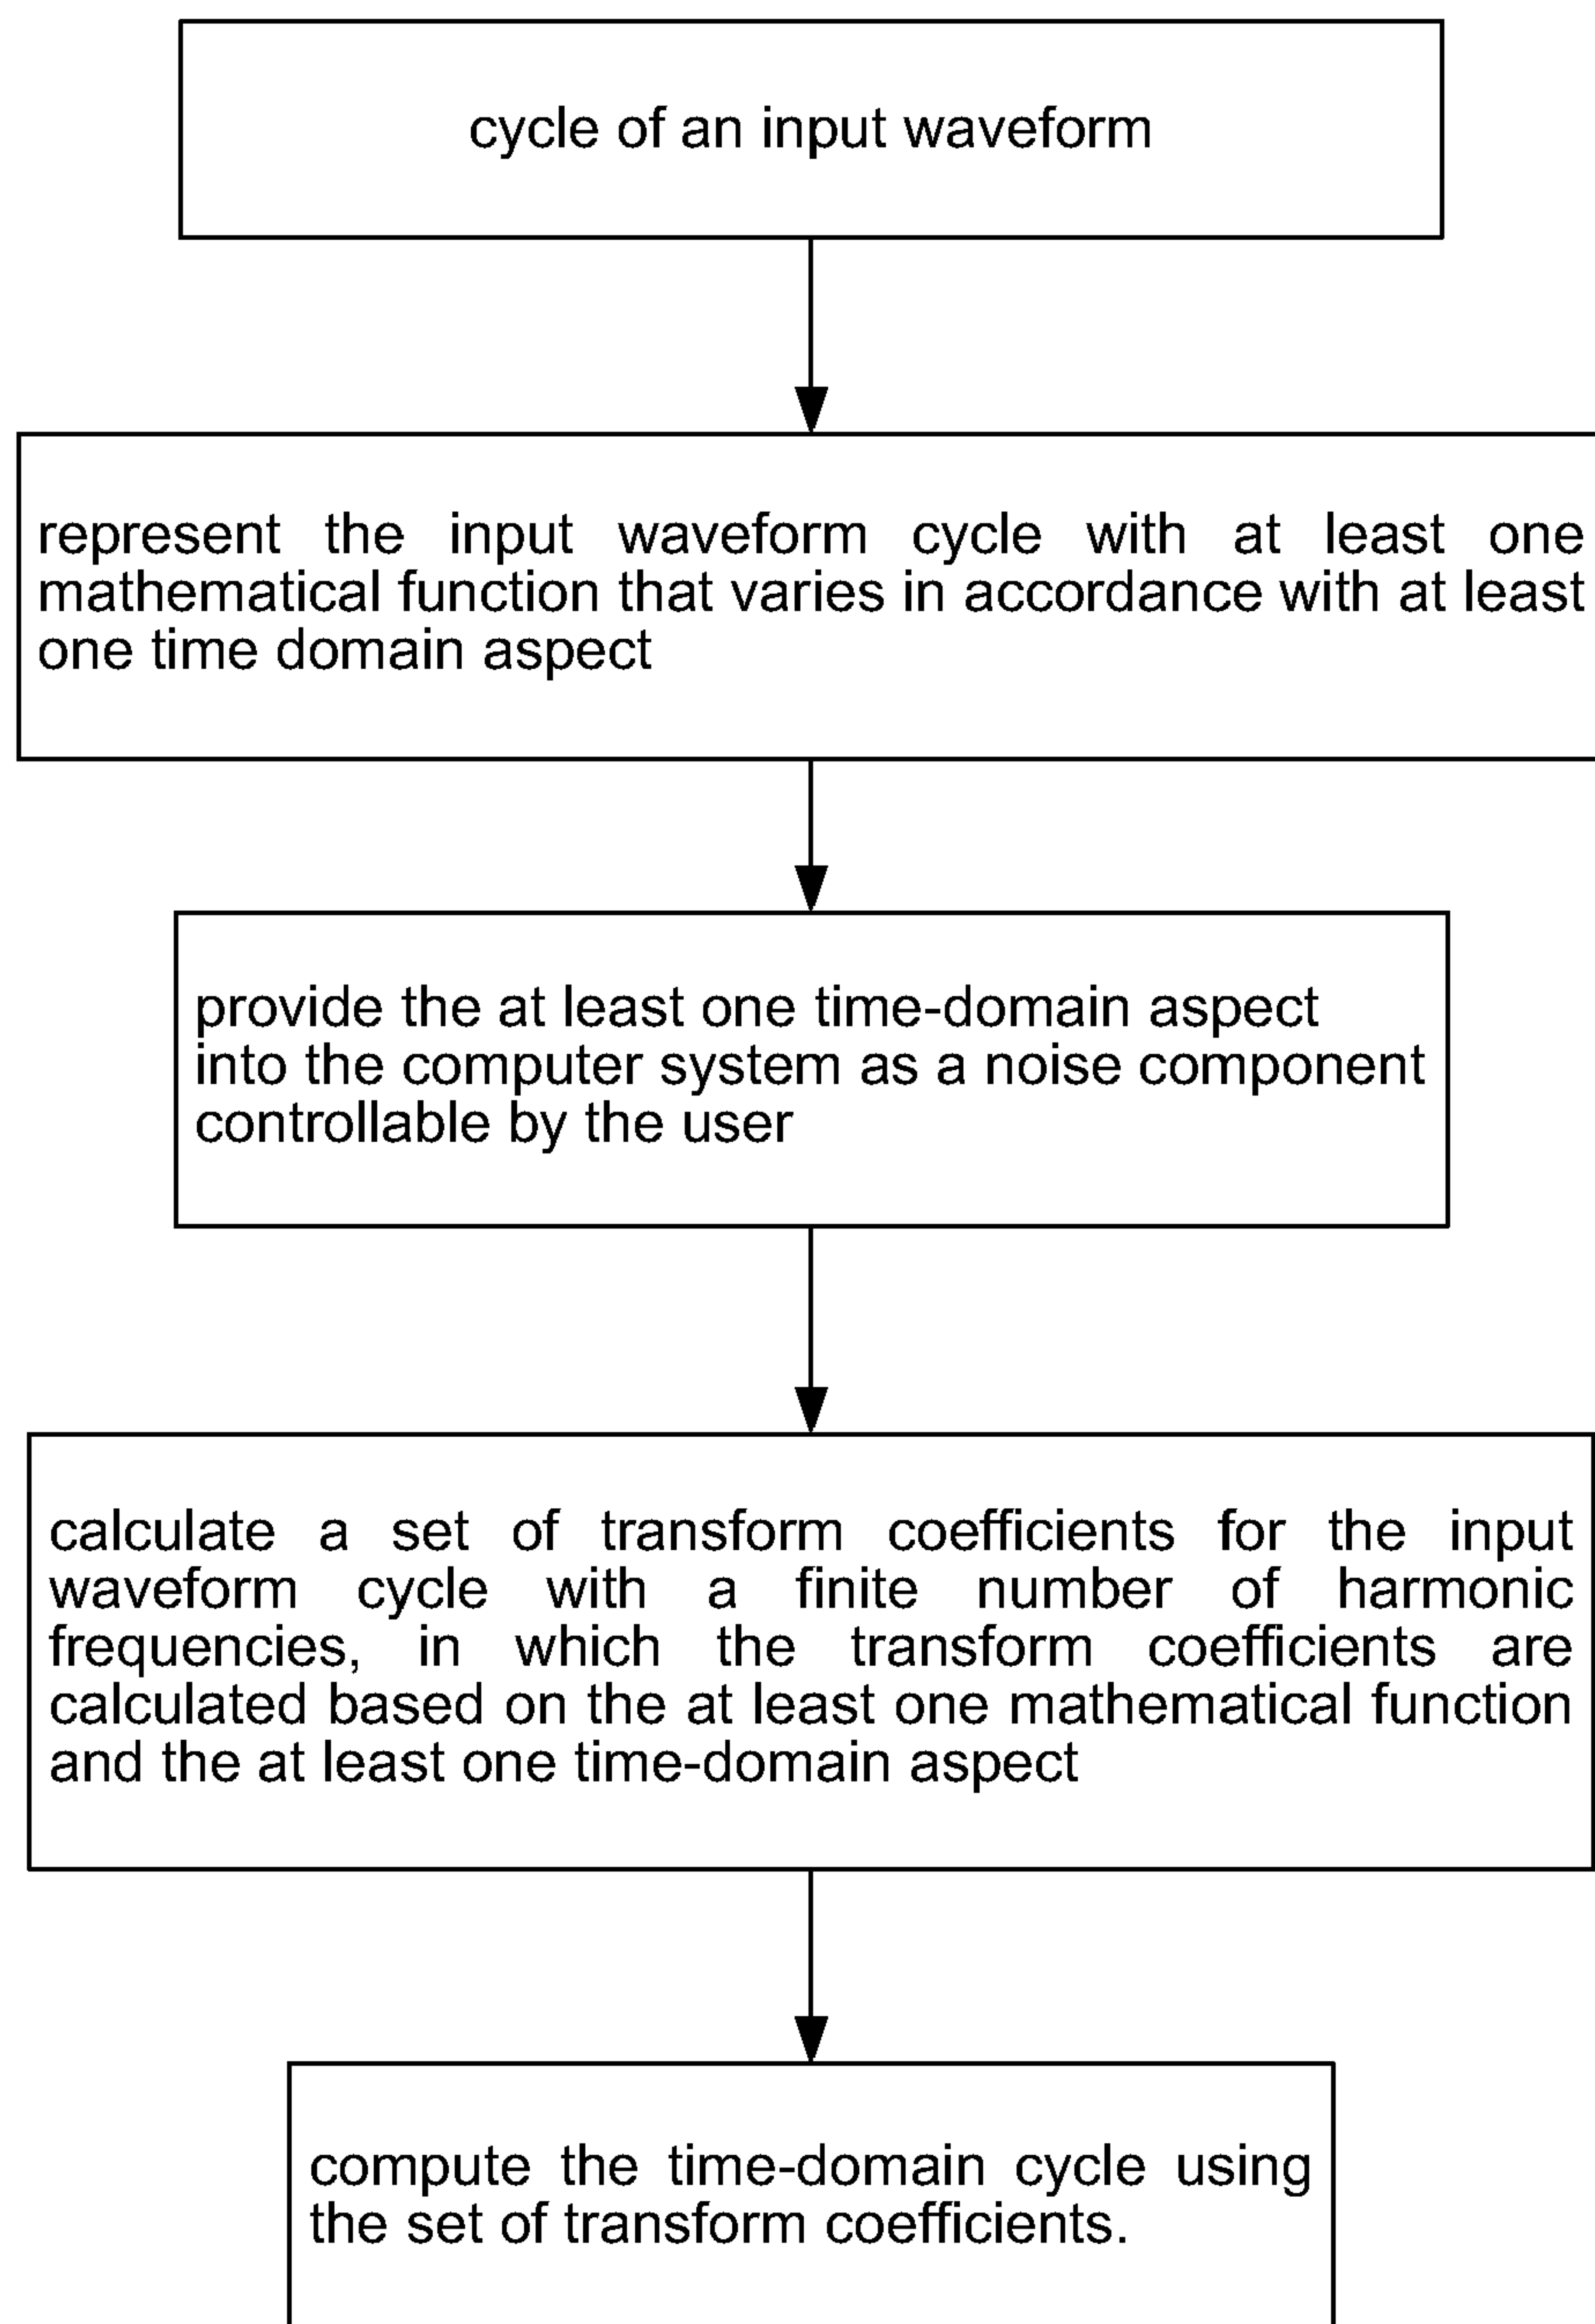 cycle of an input waveform
represent the input waveform cycle with at least one
mathematical function that varies in accordance with at least
one time domain aspect
provide the at least one time-domain aspect
into the computer system as a noise component
controllable by the user
calculate a set of transform coefficients for the input
waveform cycle with a finite number of harmonic
frequencies, in which the transform coefficients are
calculated based on the at least one mathematical function
and the at least one time-domain aspect
compute the time-domain cycle using
the set of transform coefficients.